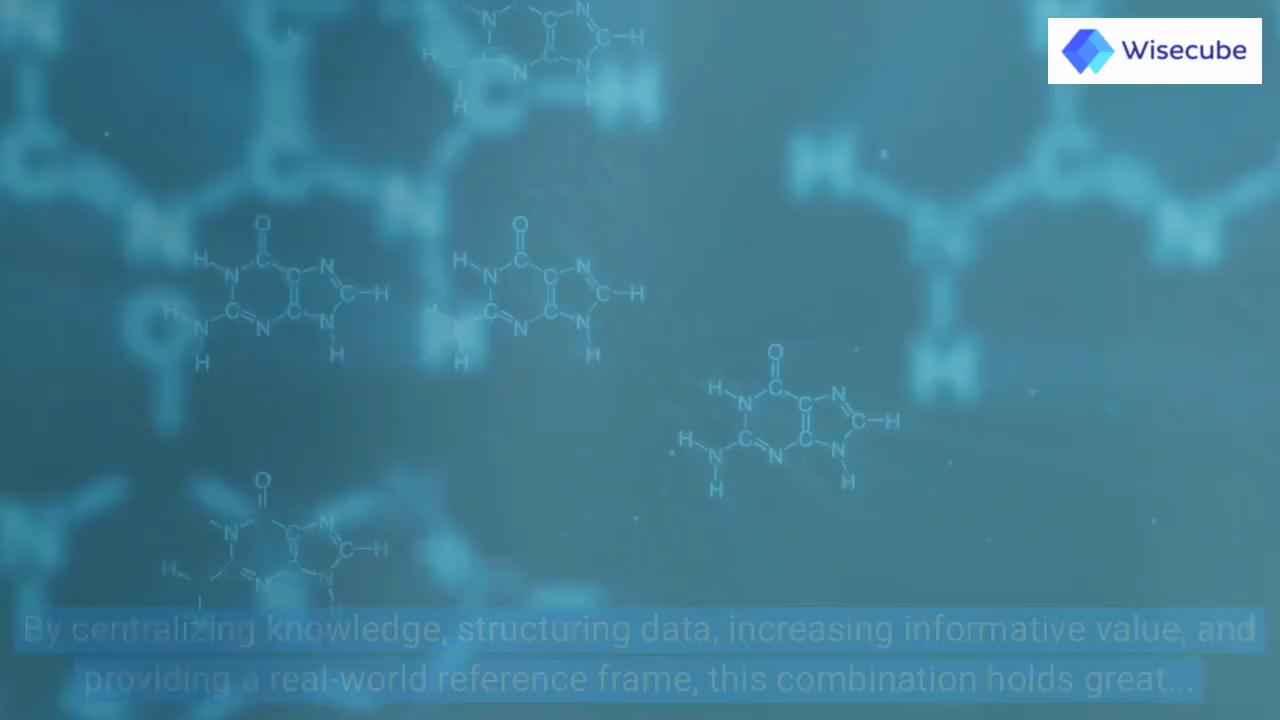 Wisecube
By centralizing knowledge, structuring data, increasing informative value, and
providing a real-world reference frame, this combination holds great...